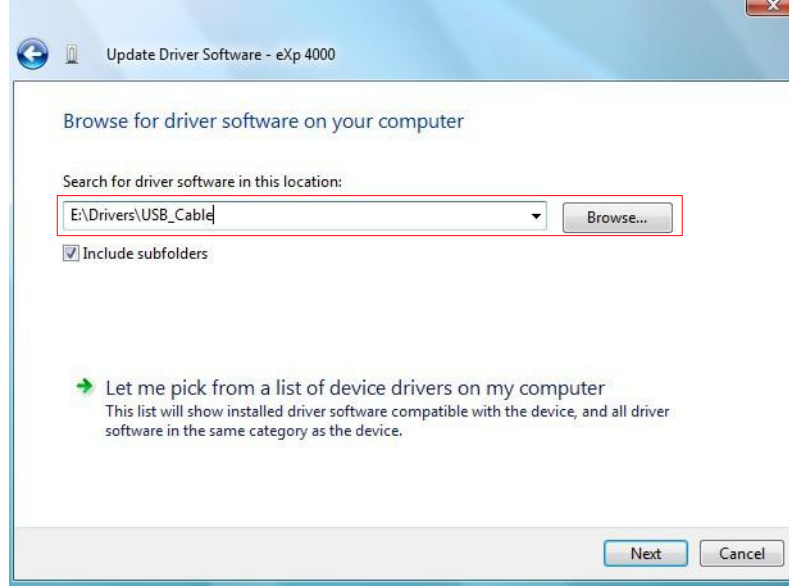 Update Driver Software - eXp 4000
Browse for driver software on your computer
Search for driver software in this location:
E:\Drivers\USB_Cable
Browse...
Include subfolders
Let me pick from a list of device drivers on my computer
This list will show installed driver software compatible with the device, and all driver
software in the same category as the device.
Next
Cancel